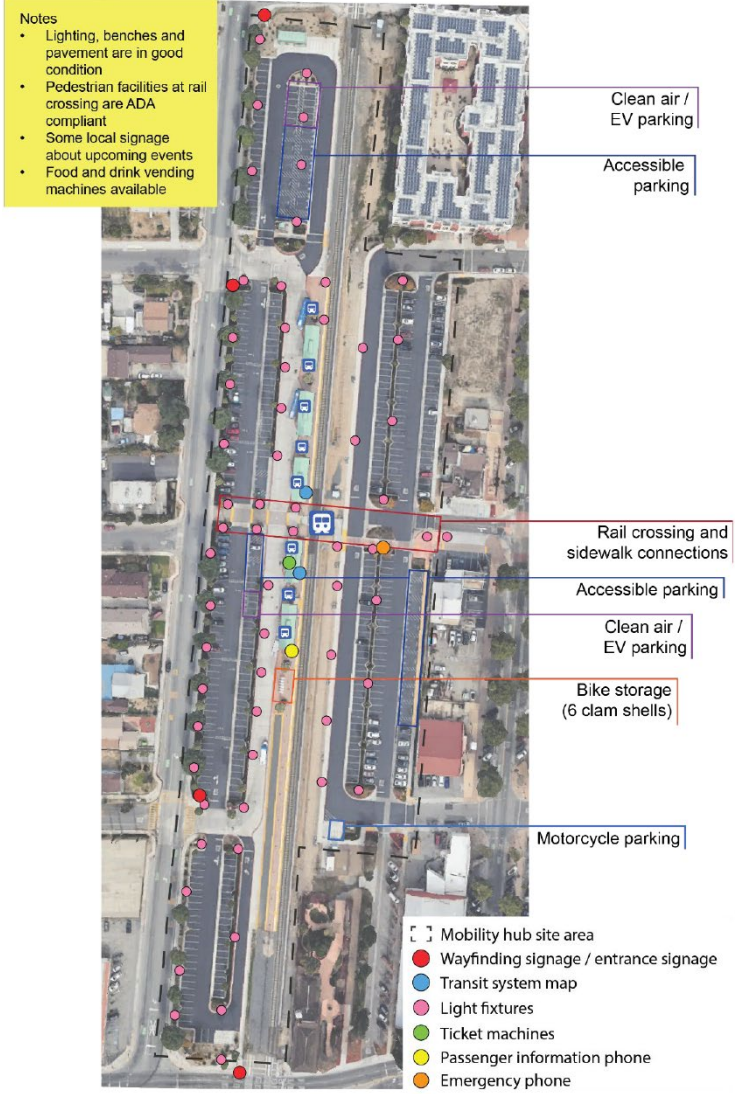 Notes
• Lighting, benches and
pavement are in good
condition
• Pedestrian facilities at rail
crossing are ADA
compliant
• Some local signage
about upcoming events
• Food and drink vending
machines available
Clean air /
EV parking
Accessible
parking
Rail crossing and
sidewalk connections
Accessible parking
Clean air /
EV parking
Bike storage
(6 clam shells)
Motorcycle parking
Mobility hub site area
Wayfinding signage / entrance signage
Transit system map
Light fixtures
Ticket machines
Passenger information phone
Emergency phone